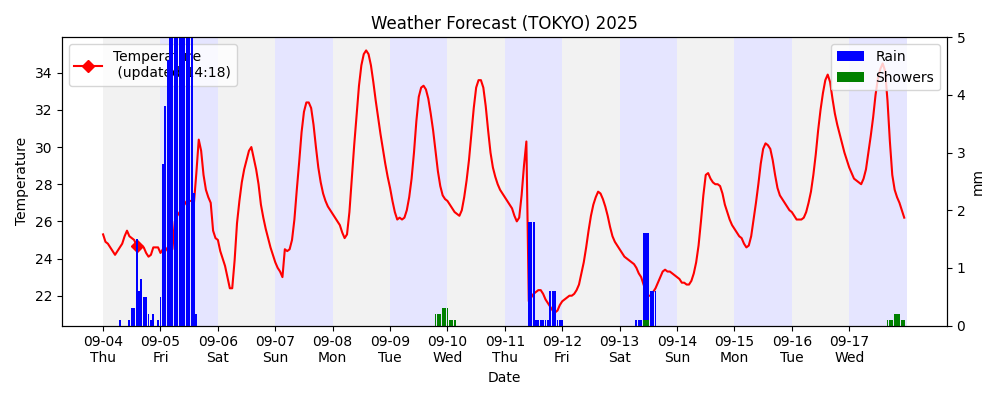 Weather Forecast (TOKYO) 2025
Temperature
(updated 14:18)
Rain
Showers
34
32
30
28
26
24
22
5
4
3
2
1
0
Temperature
mm
09-04 09-05 09-06 09-07 09-08 09-09 09-10 09-11 09-12 09-13 09-14 09-15 09-16 09-17
Thu Fri Sat Sun Mon Tue Wed Thu Fri Sat Sun Mon Tue Wed
Date